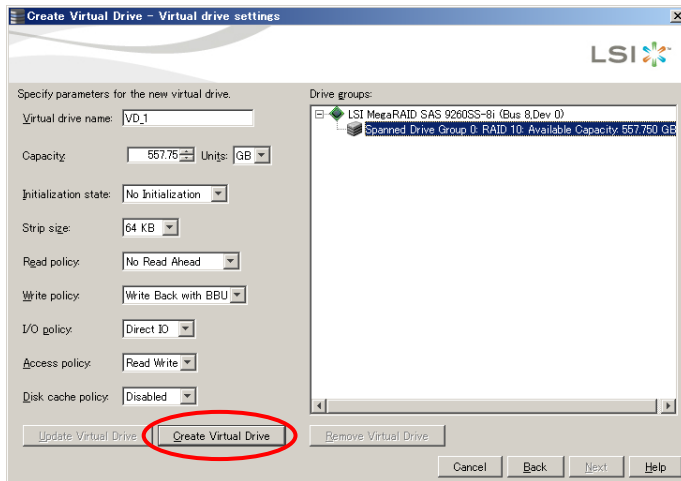 Create Virtual Drive - Virtual drive settings
LSI
Specify parameters for the new virtual drive.
Virtual drive name: VD_1
Capacity: 557.75 Units: GB
Initialization state: No Initialization
Strip size: 64 KB
Read policy: No Read Ahead
Write policy: Write Back with BBU
I/O policy: Direct IO
Access policy: Read Write
Disk cache policy: Disabled
Update Virtual Drive
Create Virtual Drive
Drive groups:
LSI MegaRAID SAS 9260SS-8i (Bus 8,Dev 0)
Spanned Drive Group 0: RAID 10: Available Capacity: 557.750 GB
Remove Virtual Drive
Cancel
Back
Next
Help